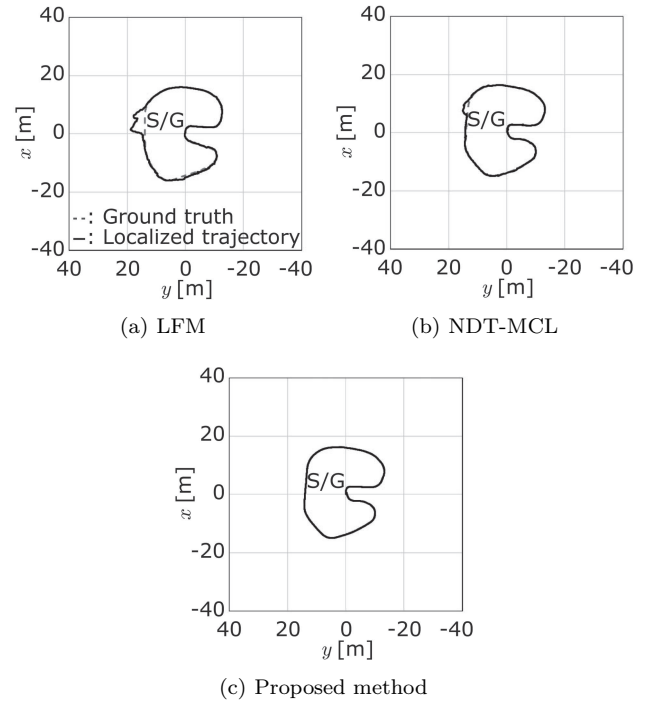 40
20
0
-20
-40
x [m]
S/G
--: Ground truth
–: Localized trajectory
40 20 0 -20 -40
y [m]
(a) LFM
40
20
0
-20
-40
x [m]
S/G
40 20 0 -20 -40
y [m]
(b) NDT-MCL
40
20
0
-20
-40
x [m]
S/G
40 20 0 -20 -40
y [m]
(c) Proposed method